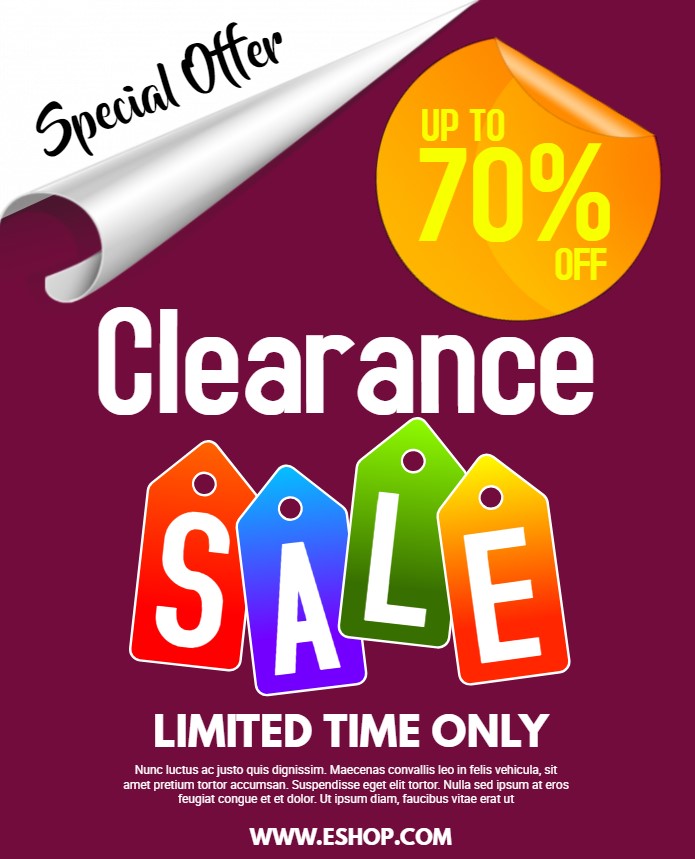 Special Offer
UP TO
70%
OFF
Clearance
SALE
LIMITED TIME ONLY
Nunc luctus ac justo quis dignissim. Maecenas convallis leo in felis vehicula, sit
amet pretium tortor accumsan. Suspendisse eget elit tortor. Nulla sed ipsum at eros
feugiat congue et et dolor. Ut ipsum diam, faucibus vitae erat ut
WWW.ESHOP.COM